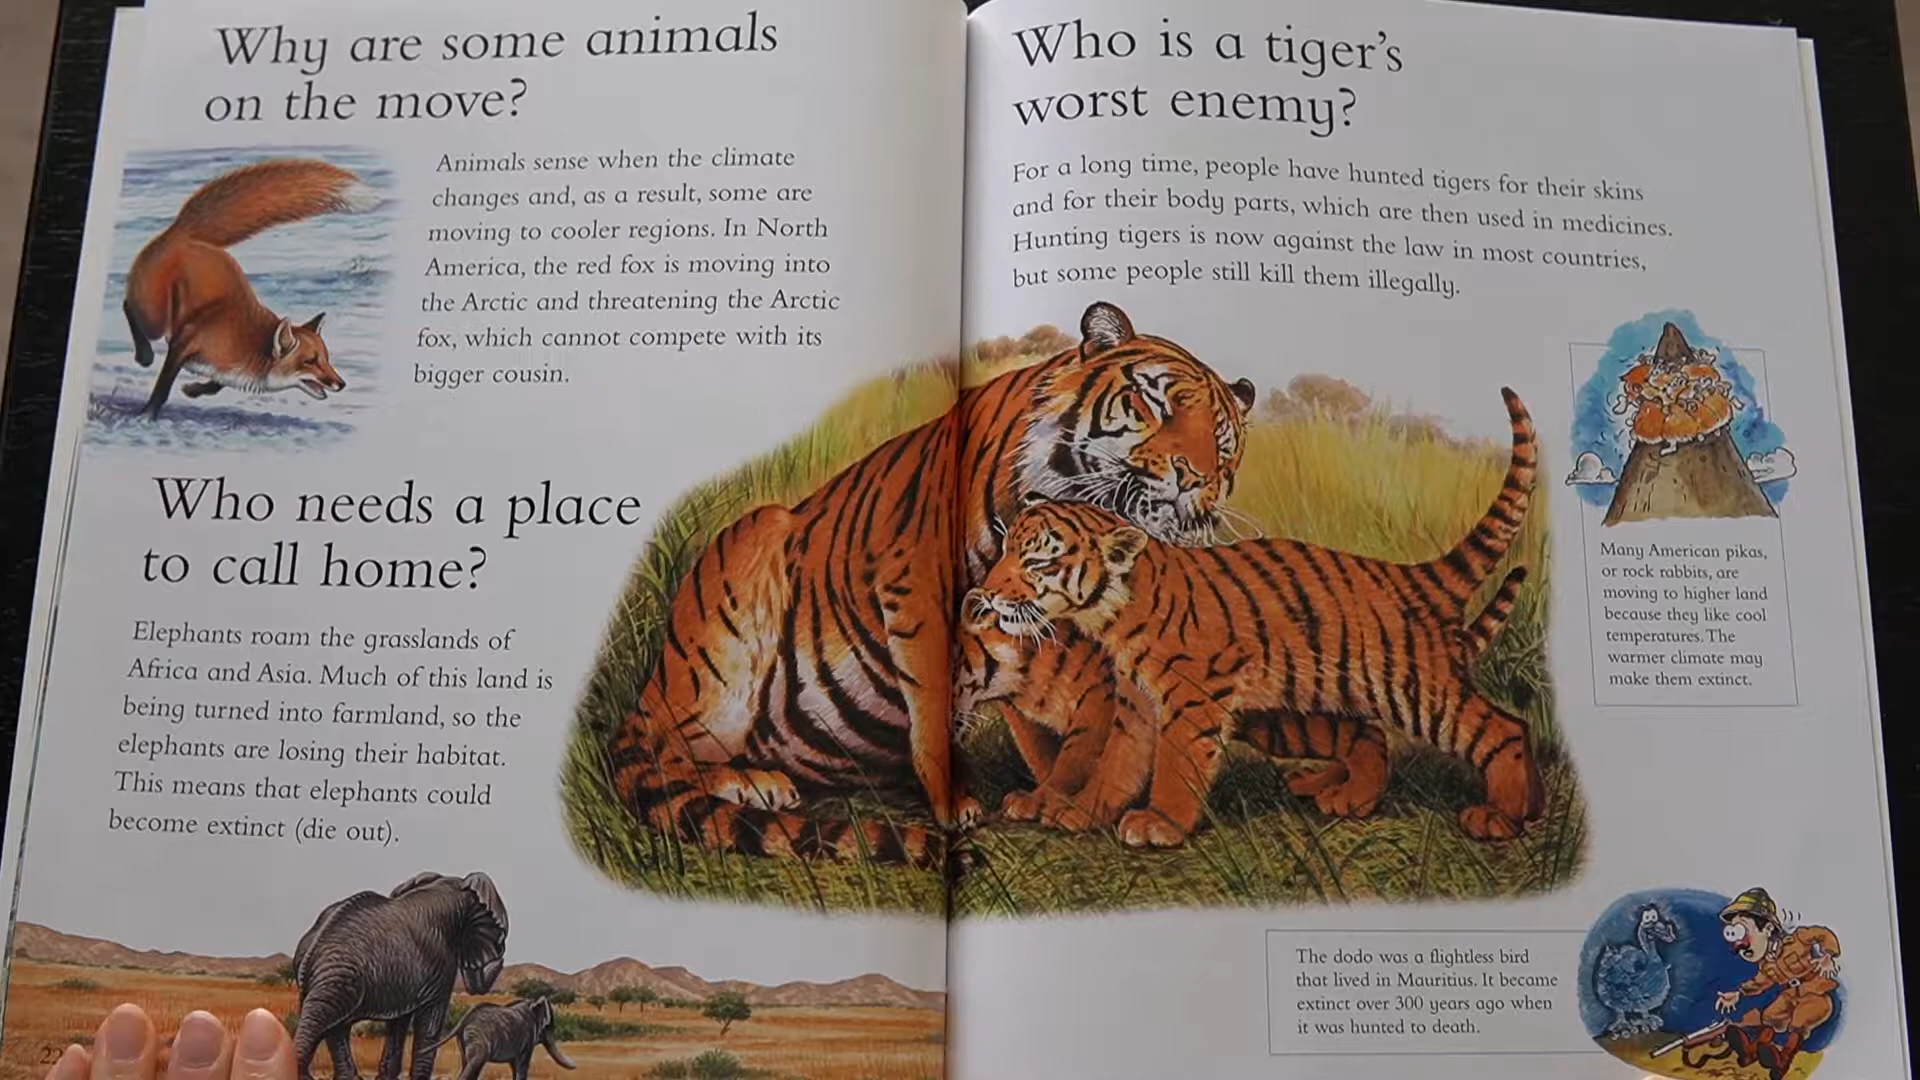 Why are some animals
on the move?
Animals sense when the climate
changes and, as a result, some are
moving to cooler regions. In North
America, the red fox is moving into
the Arctic and threatening the Arctic
fox, which cannot compete with its
bigger cousin.
Who needs a place
to call home?
Elephants roam the grasslands of
Africa and Asia. Much of this land is
being turned into farmland, so the
elephants are losing their habitat.
This means that elephants could
become extinct (die out).
Who is a tiger's
worst enemy?
For a long time, people have hunted tigers for their skins
and for their body parts, which are then used in medicines.
Hunting tigers is now against the law in most countries,
but some people still kill them illegally.
Many American pikas,
or rock rabbits, are
moving to higher land
because they like cool
temperatures. The
warmer climate may
make them extinct.
The dodo was a flightless bird
that lived in Mauritius. It became
extinct over 300 years ago when
it was hunted to death.